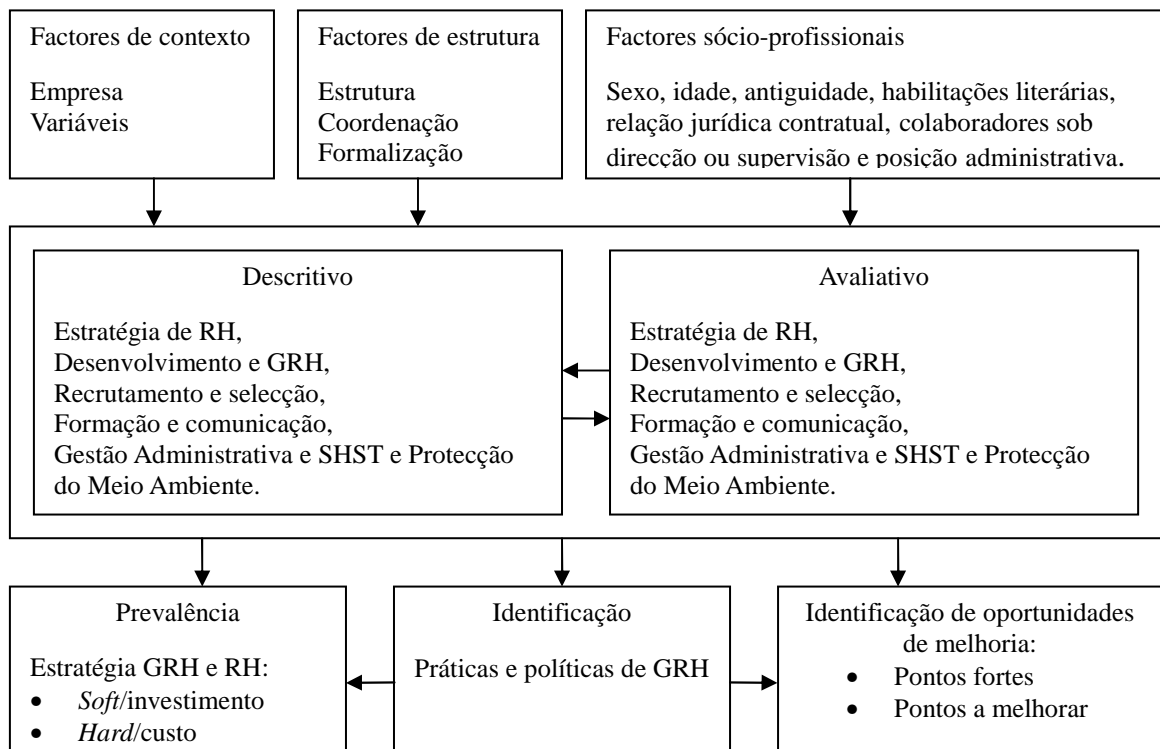 Factores de contexto
Empresa
Variáveis
Factores de estrutura
Estrutura
Coordenação
Formalização
Factores sócio-profissionais
Sexo, idade, antiguidade, habilitações literárias,
relação jurídica contratual, colaboradores sob
direcção ou supervisão e posição administrativa.
Descritivo
Estratégia de RH,
Desenvolvimento e GRH,
Recrutamento e selecção,
Formação e comunicação,
Gestão Administrativa e SHST e Protecção
do Meio Ambiente.
Avaliativo
Estratégia de RH,
Desenvolvimento e GRH,
Recrutamento e selecção,
Formação e comunicação,
Gestão Administrativa e SHST e Protecção
do Meio Ambiente.
Prevalência
Estratégia GRH e RH:
• Soft/investimento
• Hard/custo
Identificação
Práticas e políticas de GRH
Identificação de oportunidades
de melhoria:
• Pontos fortes
• Pontos a melhorar